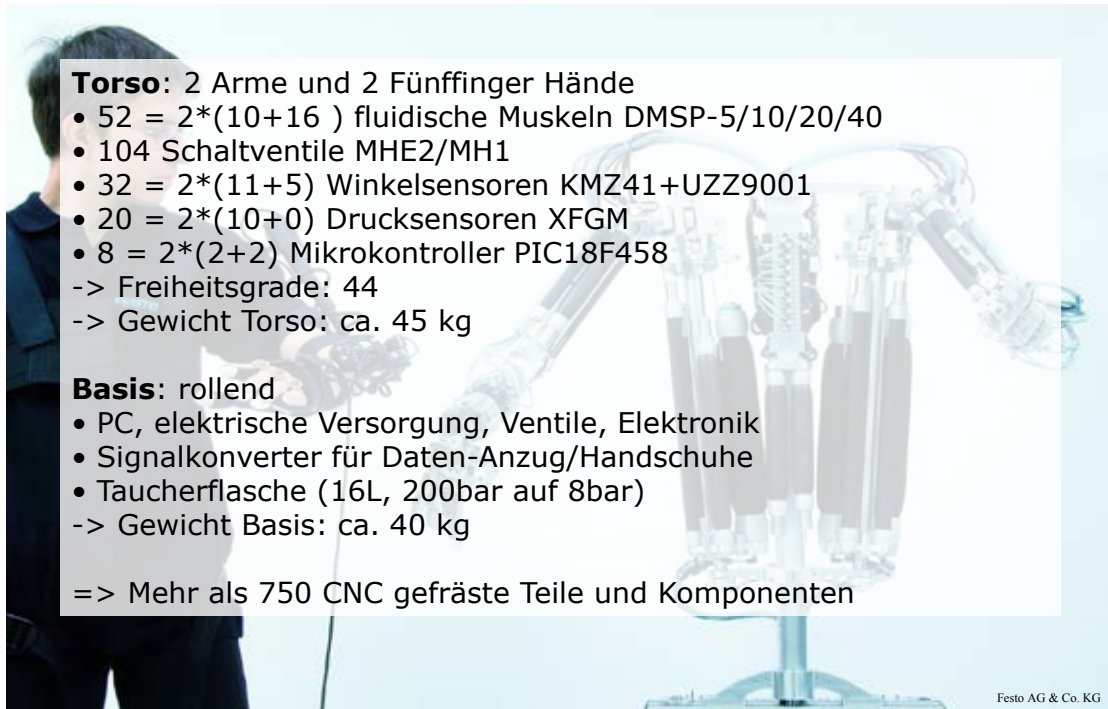 Torso: 2 Arme und 2 Fünffinger Hände
• 52 = 2*(10+16 ) fluidische Muskeln DMSP-5/10/20/40
• 104 Schaltventile MHE2/MH1
• 32 = 2*(11+5) Winkelsensoren KMZ41+UZZ9001
• 20 = 2*(10+0) Drucksensoren XFGM
• 8 = 2*(2+2) Mikrokontroller PIC18F458
-> Freiheitsgrade: 44
-> Gewicht Torso: ca. 45 kg
Basis: rollend
• PC, elektrische Versorgung, Ventile, Elektronik
• Signalkonverter für Daten-Anzug/Handschuhe
• Taucherflasche (16L, 200bar auf 8bar)
-> Gewicht Basis: ca. 40 kg
=> Mehr als 750 CNC gefräste Teile und Komponenten
Festo AG & Co. KG